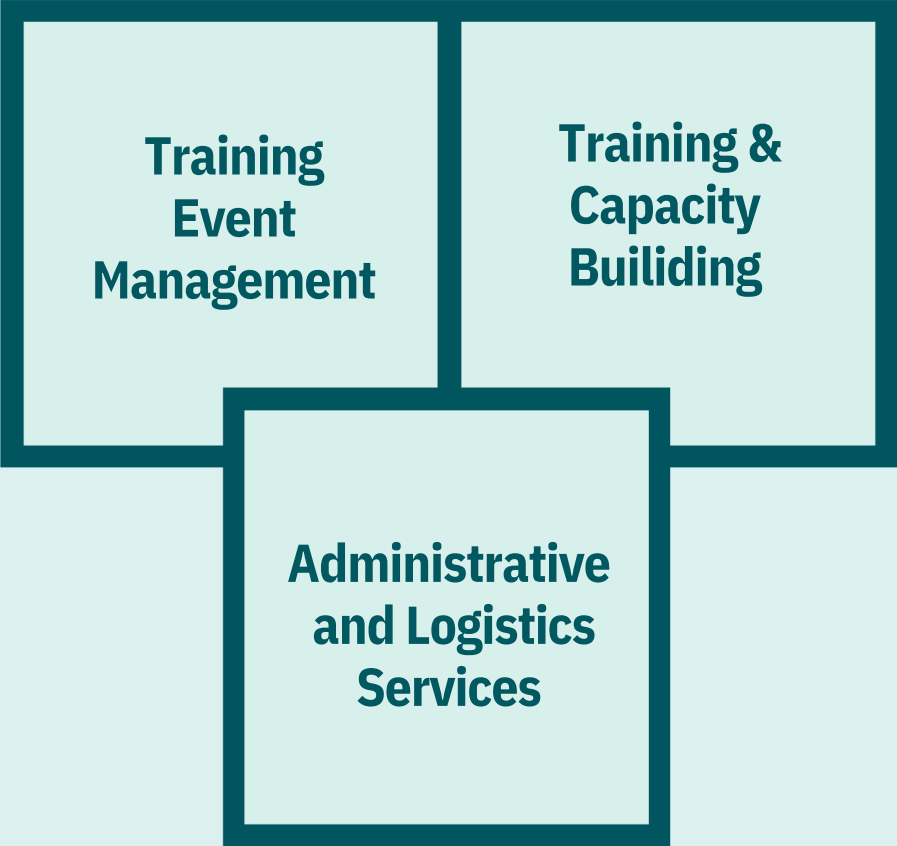 Training
Event
Management
Training &
Capacity
Builiding
Administrative
and Logistics
Services